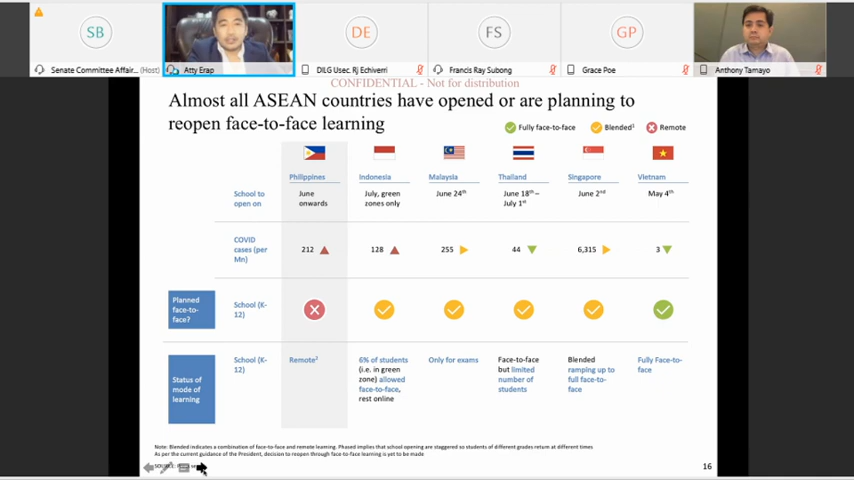 SB
DE
FS
GP
Senate Committee Affair... (Host)
Atty Erap
DILG Usec. Rj Echiverri
Francis Ray Subong
Grace Poe
Anthony Tamayo
CONFIDENTIAL - Not for distribution
Almost all ASEAN countries have opened or are planning to
reopen face-to-face learning
Fully face-to-face
Blended¹
Remote
Philippines
Indonesia
Malaysia
Thailand
Singapore
Vietnam
School to
open on
June
onwards
July, green
zones only
June 24th
June 18th –
July 1st
June 2nd
May 4th
COVID
cases (per
Mn)
212
128
255
44
6,315
3
Planned
face-to-
face?
School (K-
12)
Status of
mode of
learning
School (K-
12)
Remote²
6% of students
(i.e. in green
zone) allowed
face-to-face,
rest online
Only for exams
Face-to-face
but limited
number of
students
Blended
ramping up to
full face-to-
face
Fully Face-to-
face
Note: Blended indicates a combination of face-to-face and remote learning. Phased implies that school opening are staggered so students of different grades return at different times
As per the current guidance of the President, decision to reopen through face-to-face learning is yet to be made
16